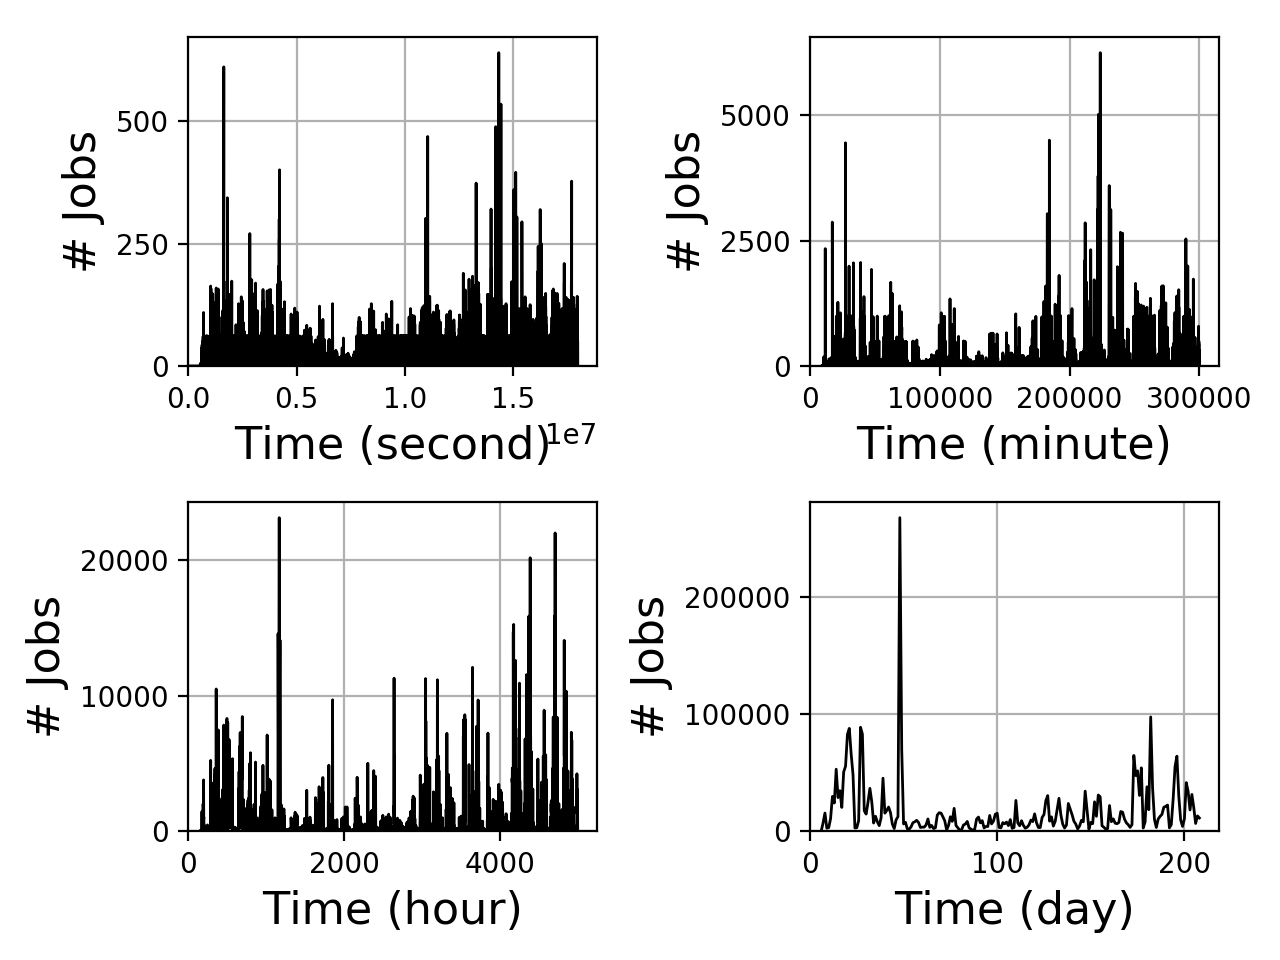 # Jobs
500
250
0
0.0 0.5 1.0 1.5
1e7
Time (second)
# Jobs
5000
2500
0
0 100000 200000 300000
Time (minute)
# Jobs
20000
10000
0
0 2000 4000
Time (hour)
# Jobs
200000
100000
0
0 100 200
Time (day)